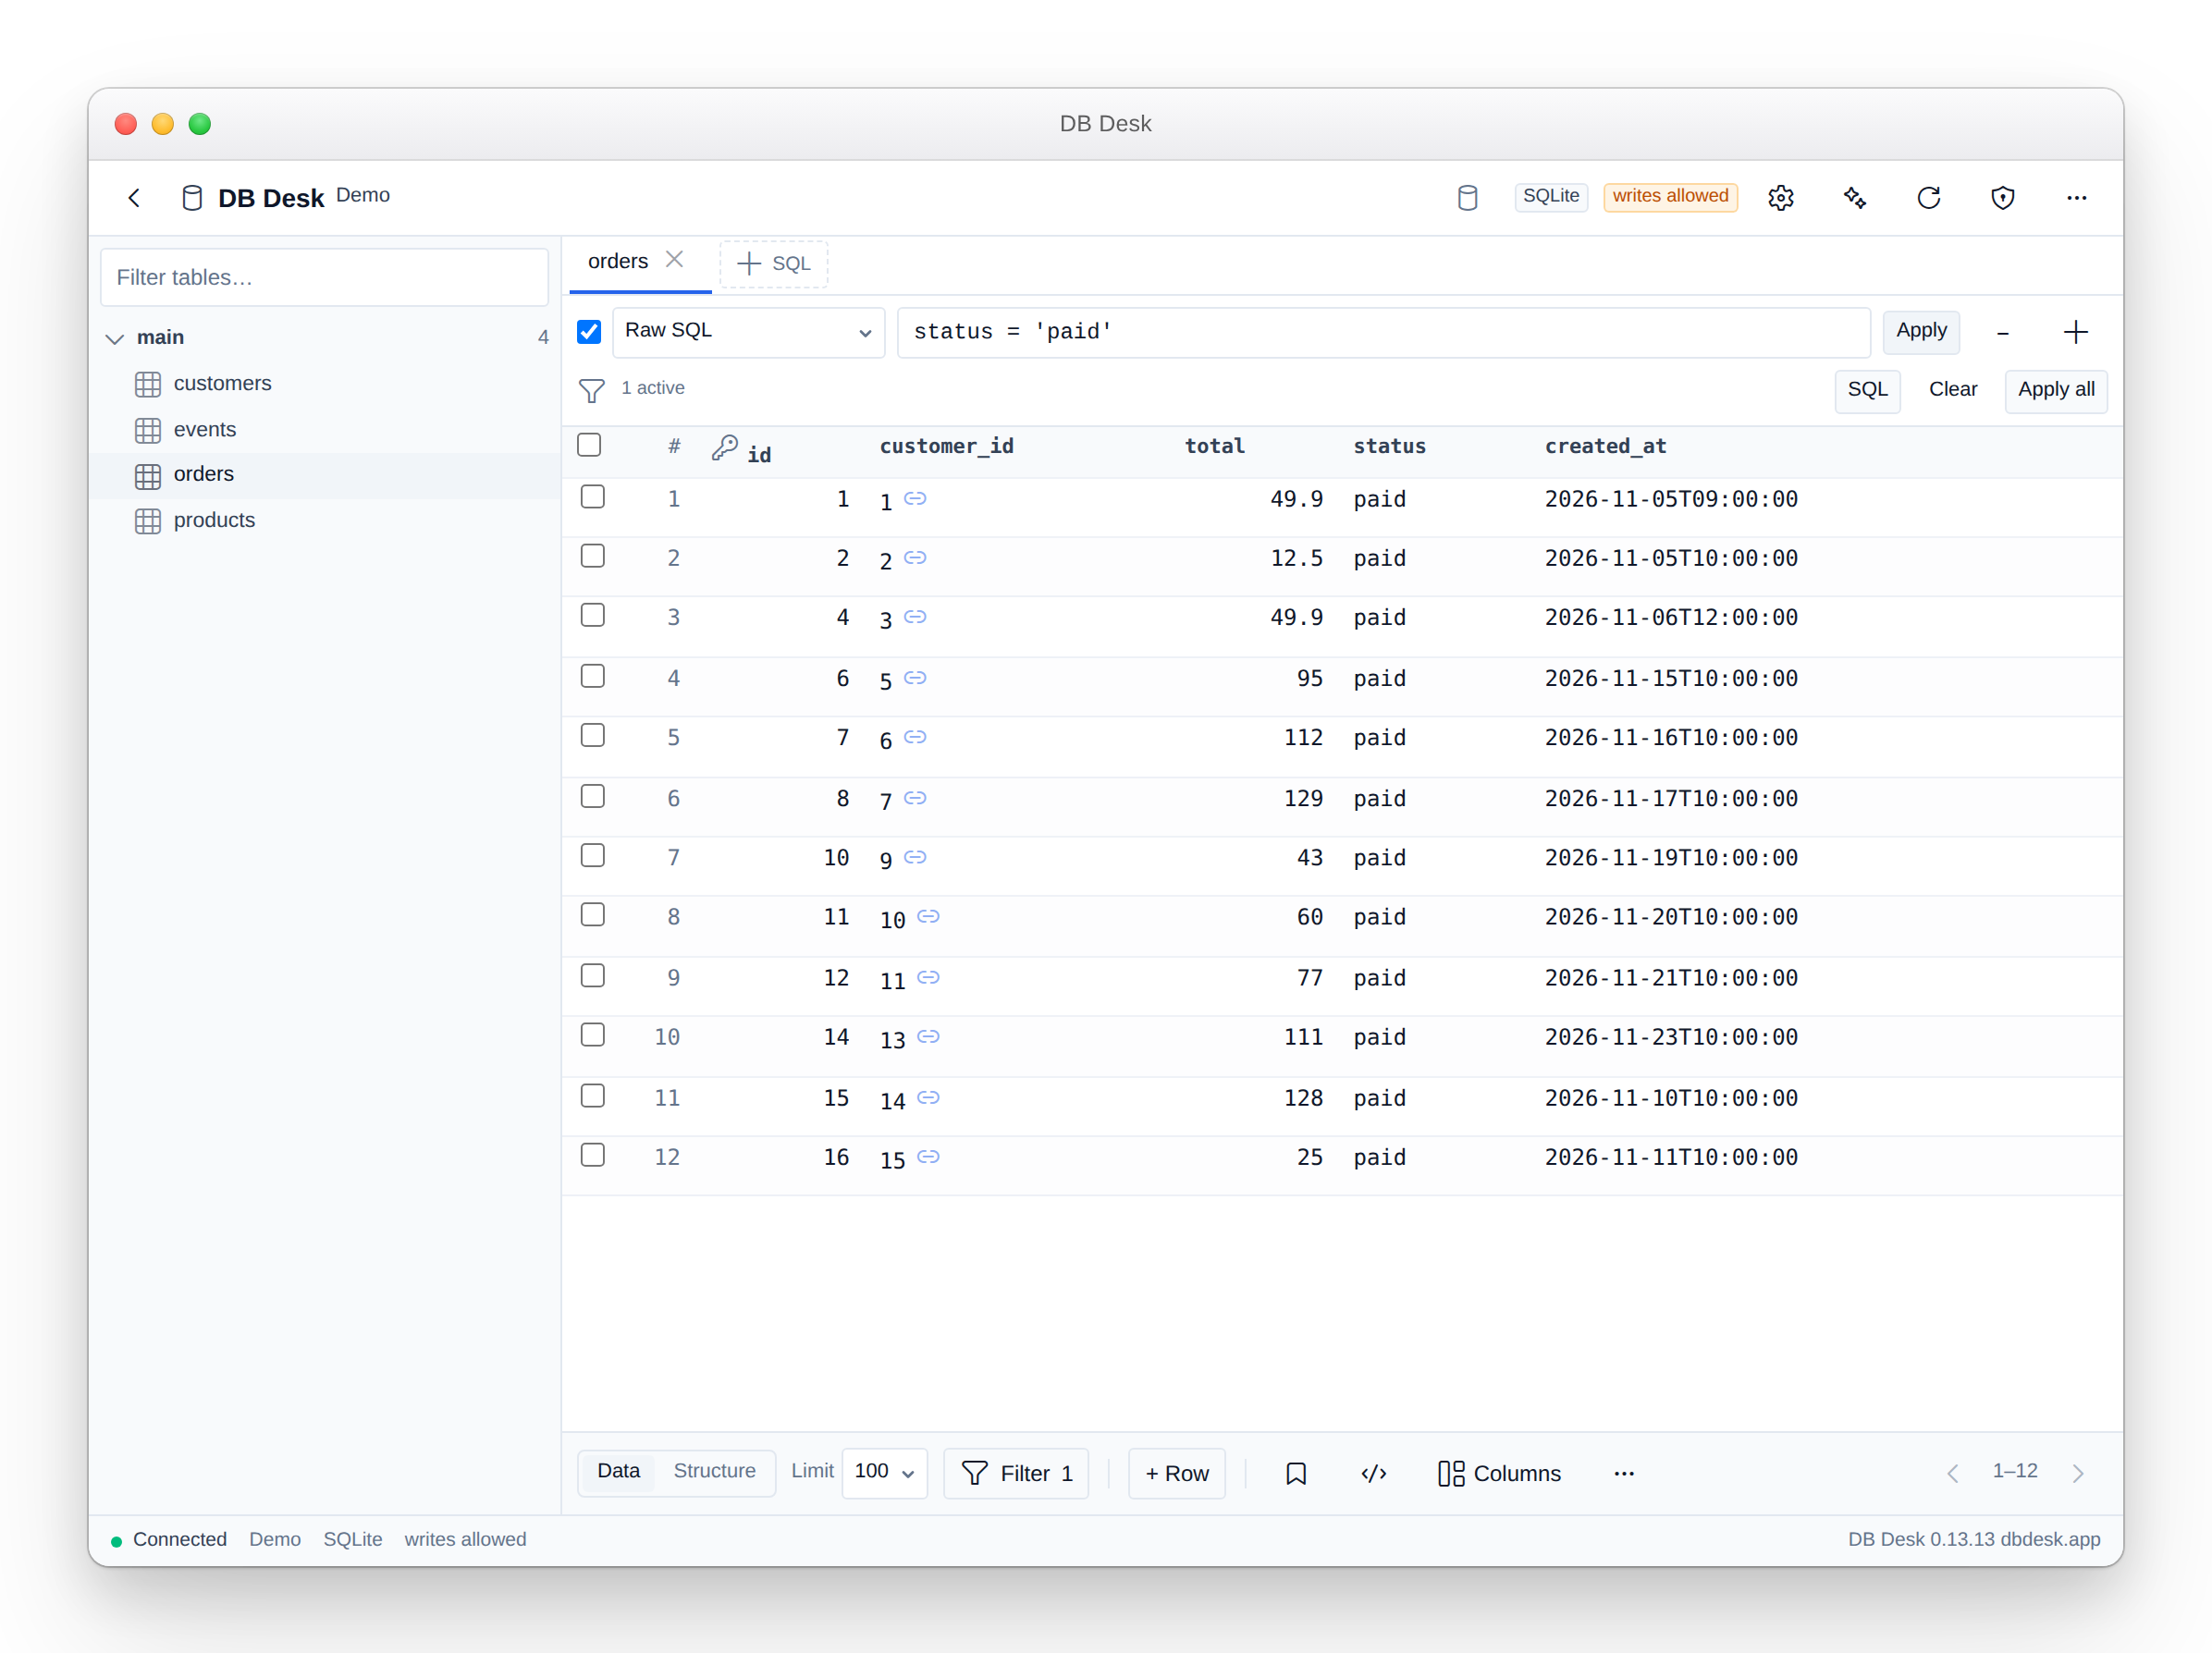 DB Desk
DB Desk Demo SQLite writes allowed
Filter tables…
main 4
customers
events
orders
products
orders SQL
Raw SQL status = 'paid' Apply
1 active SQL Clear Apply all
# id customer_id total status created_at
1 1 1 49.9 paid 2026-11-05T09:00:00
2 2 2 12.5 paid 2026-11-05T10:00:00
3 4 3 49.9 paid 2026-11-06T12:00:00
4 6 5 95 paid 2026-11-15T10:00:00
5 7 6 112 paid 2026-11-16T10:00:00
6 8 7 129 paid 2026-11-17T10:00:00
7 10 9 43 paid 2026-11-19T10:00:00
8 11 10 60 paid 2026-11-20T10:00:00
9 12 11 77 paid 2026-11-21T10:00:00
10 14 13 111 paid 2026-11-23T10:00:00
11 15 14 128 paid 2026-11-10T10:00:00
12 16 15 25 paid 2026-11-11T10:00:00
Data Structure Limit 100 Filter 1 + Row Columns 1–12
Connected Demo SQLite writes allowed DB Desk 0.13.13 dbdesk.app